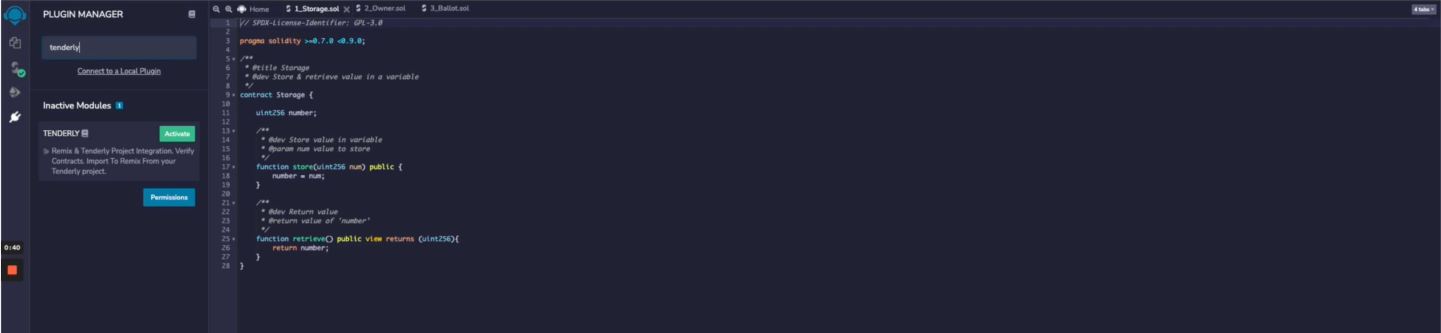 PLUGIN MANAGER
tenderly
Connect to a Local Plugin
Inactive Modules 1
TENDERLY
Activate
Remix & Tenderly Project Integration. Verify
Contracts. Import To Remix From your
Tenderly project.
Permissions
0:40
Home
1_Storage.sol
2_Owner.sol
3_Ballot.sol
4 tabs
1 // SPDX-License-Identifier: GPL-3.0
2
3 pragma solidity >=0.7.0 <0.9.0;
4
5 /**
6 * @title Storage
7 * @dev Store & retrieve value in a variable
8 */
9 contract Storage {
10
11 uint256 number;
12
13 /**
14 * @dev Store value in variable
15 * @param num value to store
16 */
17 function store(uint256 num) public {
18 number = num;
19 }
20
21 /**
22 * @dev Return value
23 * @return value of 'number'
24 */
25 function retrieve() public view returns (uint256){
26 return number;
27 }
28 }